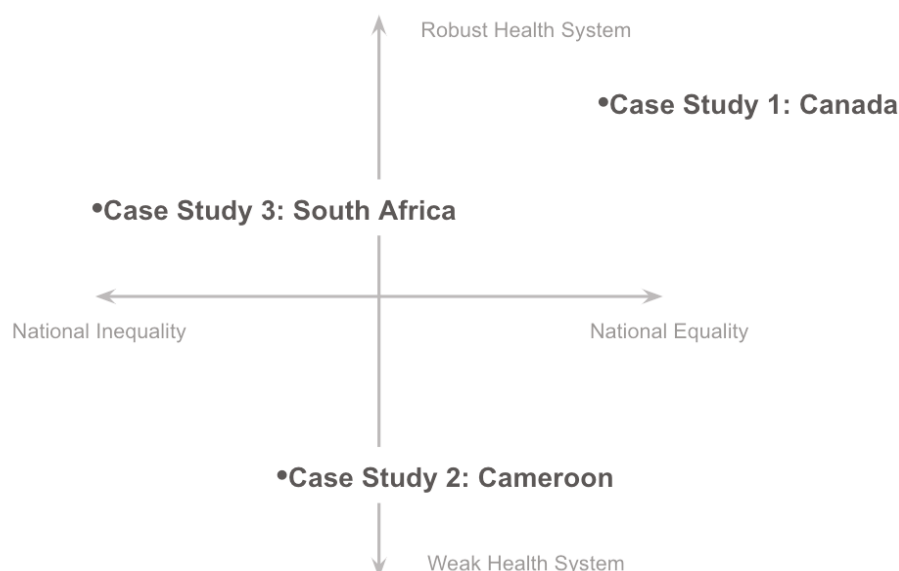 Robust Health System
•Case Study 1: Canada
•Case Study 3: South Africa
National Inequality
National Equality
•Case Study 2: Cameroon
Weak Health System